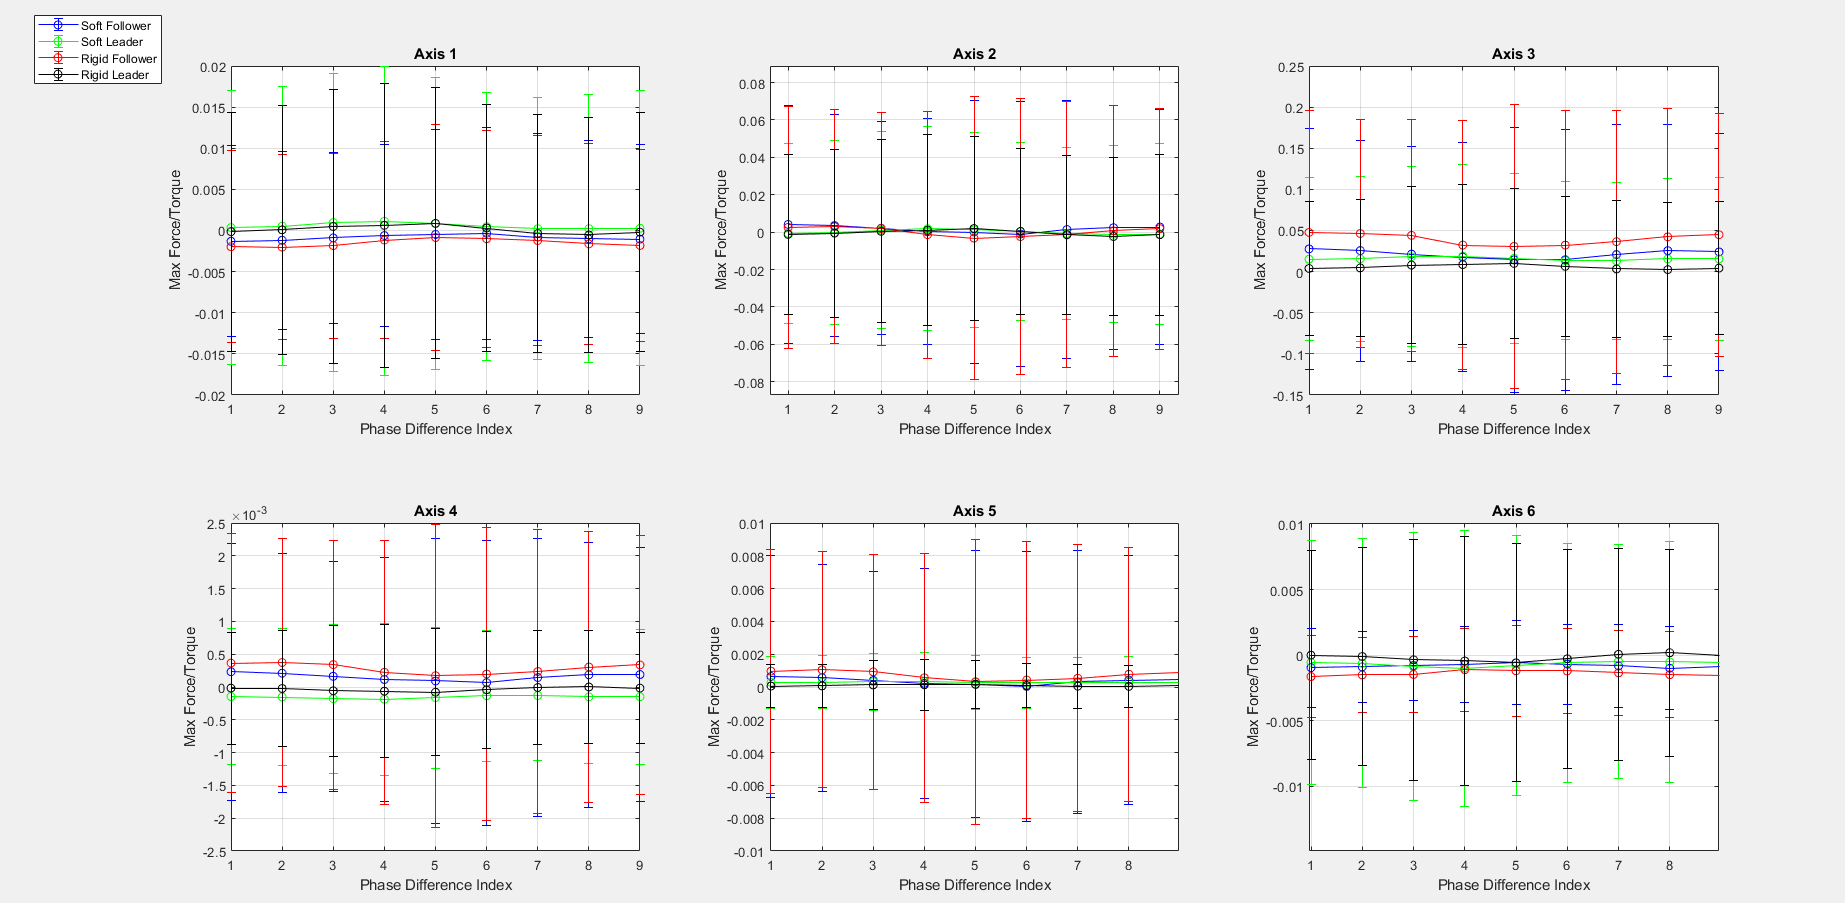 Soft Follower
Soft Leader
Rigid Follower
Rigid Leader
Axis 1
0.02
0.015
0.01
0.005
0
-0.005
-0.01
-0.015
-0.02
Max Force/Torque
1 2 3 4 5 6 7 8 9
Phase Difference Index
Axis 2
0.08
0.06
0.04
0.02
0
-0.02
-0.04
-0.06
-0.08
Max Force/Torque
1 2 3 4 5 6 7 8 9
Phase Difference Index
Axis 3
0.25
0.2
0.15
0.1
0.05
0
-0.05
-0.1
-0.15
Max Force/Torque
1 2 3 4 5 6 7 8 9
Phase Difference Index
Axis 4
×10⁻³
2.5
2
1.5
1
0.5
0
-0.5
-1
-1.5
-2
-2.5
Max Force/Torque
1 2 3 4 5 6 7 8 9
Phase Difference Index
Axis 5
0.01
0.008
0.006
0.004
0.002
0
-0.002
-0.004
-0.006
-0.008
-0.01
Max Force/Torque
1 2 3 4 5 6 7 8
Phase Difference Index
Axis 6
0.01
0.005
0
-0.005
-0.01
Max Force/Torque
1 2 3 4 5 6 7 8
Phase Difference Index